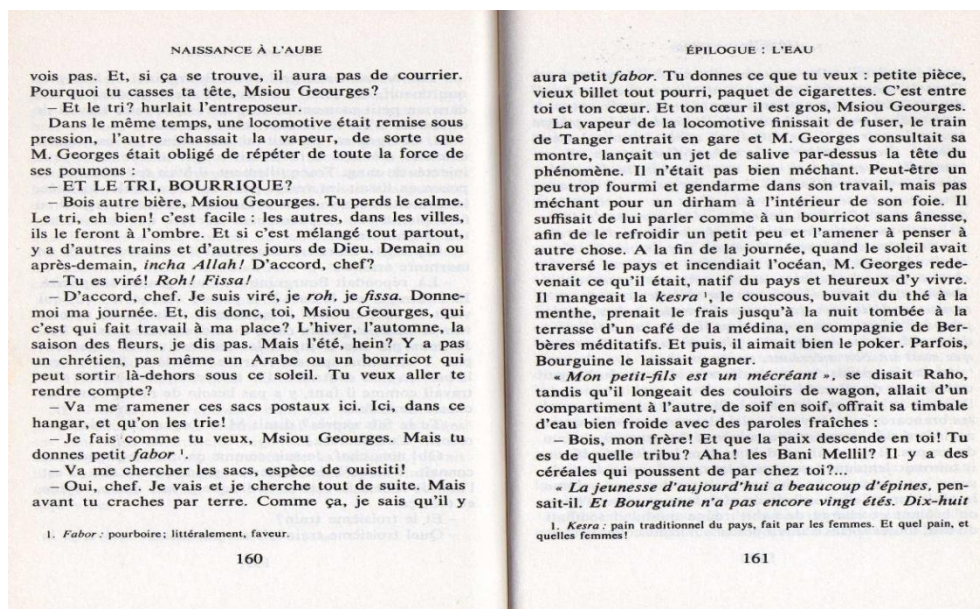 NAISSANCE À L'AUBE
vois pas. Et, si ça se trouve, il aura pas de courrier.
Pourquoi tu casses ta tête, Msiou Geourges?
– Et le tri? hurlait l'entreposeur.
Dans le même temps, une locomotive était remise sous
pression, l'autre chassait la vapeur, de sorte que
M. Georges était obligé de répéter de toute la force de
ses poumons :
– ET LE TRI, BOURRIQUE?
– Bois autre bière, Msiou Georges. Tu perds le calme.
Le tri, eh bien! c'est facile : les autres, dans les villes,
ils le feront à l'ombre. Et si c'est mélangé tout partout,
y a d'autres trains et d'autres jours de Dieu. Demain ou
après-demain, incha Allah! D'accord, chef?
– Tu es viré! Roh! Fissa!
– D'accord, chef. Je suis viré, je roh, je fissa. Donne-
moi ma journée. Et, dis donc, toi, Msiou Georges, qui
c'est qui fait travail à ma place? L'hiver, l'automne, la
saison des fleurs, je dis pas. Mais l'été, hein? Y a pas
un chrétien, pas même un Arabe ou un bourricot qui
peut sortir là-dehors sous ce soleil. Tu veux aller te
rendre compte?
– Va me ramener ces sacs postaux ici. Ici, dans ce
hangar, et qu'on les trie!
– Je fais comme tu veux, Msiou Georges. Mais tu
donnes petit fabor ¹.
– Va me chercher les sacs, espèce de ouistiti!
– Oui, chef. Je vais et je cherche tout de suite. Mais
avant tu craches par terre. Comme ça, je sais qu'il y
1. Fabor : pourboire; littéralement, faveur.
160
ÉPILOGUE : L'EAU
aura petit fabor. Tu donnes ce que tu veux : petite pièce,
vieux billet tout pourri, paquet de cigarettes. C'est entre
toi et ton cœur. Et ton cœur il est gros, Msiou Georges.
La vapeur de la locomotive finissait de fuser, le train
de Tanger entrait en gare et M. Georges consultait sa
montre, lançait un jet de salive par-dessus la tête du
phénomène. Il n'était pas bien méchant. Peut-être un
peu trop fourmi et gendarme dans son travail, mais pas
méchant pour un dirham à l'intérieur de son foie. Il
suffisait de lui parler comme à un bourricot sans ânesse,
afin de le refroidir un petit peu et l'amener à penser à
autre chose. A la fin de la journée, quand le soleil avait
traversé le pays et incendiait l'océan, M. Georges rede-
venait ce qu'il était, natif du pays et heureux d'y vivre.
Il mangeait la kesra ¹, le couscous, buvait du thé à la
menthe, prenait le frais jusqu'à la nuit tombée à la
terrasse d'un café de la médina, en compagnie de Ber-
bères méditatifs. Et puis, il aimait bien le poker. Parfois,
Bourguine le laissait gagner.
« Mon petit-fils est un mécréant », se disait Raho,
tandis qu'il longeait des couloirs de wagon, allait d'un
compartiment à l'autre, de soif en soif, offrait sa timbale
d'eau bien froide avec des paroles fraîches :
– Bois, mon frère! Et que la paix descende en toi! Tu
es de quelle tribu? Aha! les Bani Mellil? Il y a des
céréales qui poussent de par chez toi?...
« La jeunesse d'aujourd'hui a beaucoup d'épines, pen-
sait-il. Et Bourguine n'a pas encore vingt étés. Dix-huit
1. Kesra : pain traditionnel du pays, fait par les femmes. Et quel pain, et
quelles femmes!
161